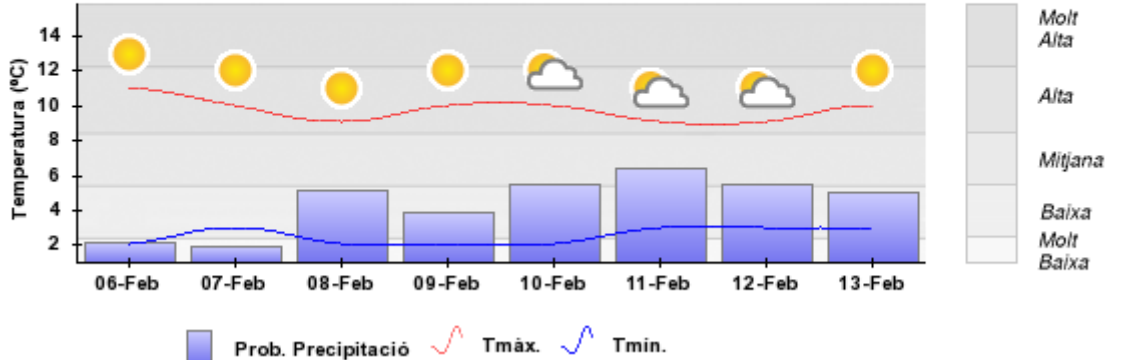 Temperatura (ºC)
14
12
10
8
6
4
2
06-Feb 07-Feb 08-Feb 09-Feb 10-Feb 11-Feb 12-Feb 13-Feb
Molt
Alta
Alta
Mitjana
Baixa
Molt
Baixa
Prob. Precipitació Tmàx. Tmin.